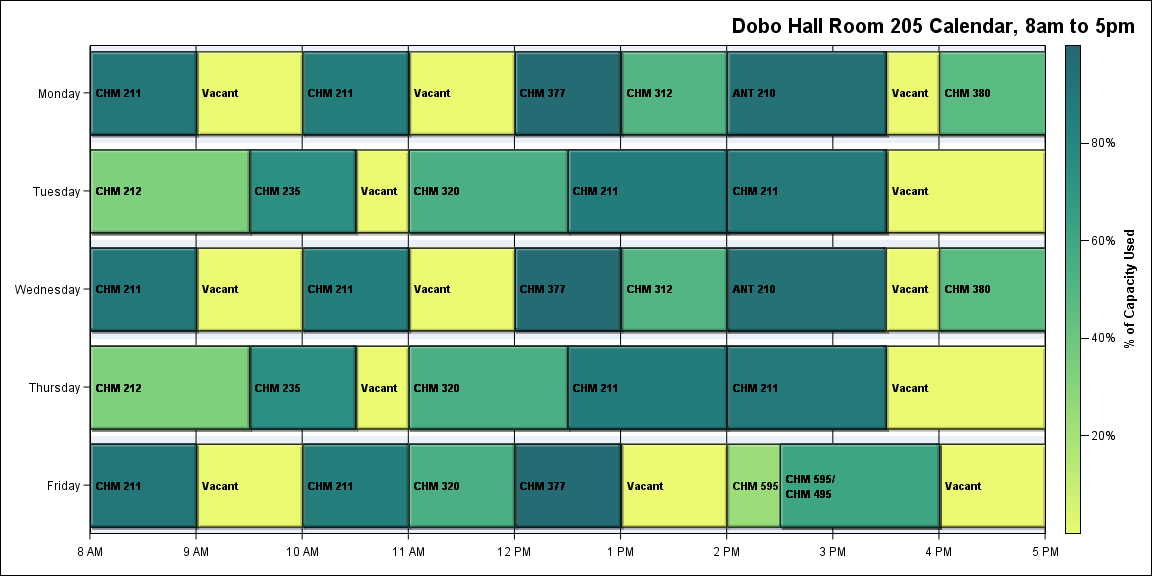 Dobo Hall Room 205 Calendar, 8am to 5pm
Monday
CHM 211
Vacant
CHM 211
Vacant
CHM 377
CHM 312
ANT 210
Vacant
CHM 380
Tuesday
CHM 212
CHM 235
Vacant
CHM 320
CHM 211
CHM 211
Vacant
Wednesday
CHM 211
Vacant
CHM 211
Vacant
CHM 377
CHM 312
ANT 210
Vacant
CHM 380
Thursday
CHM 212
CHM 235
Vacant
CHM 320
CHM 211
CHM 211
Vacant
Friday
CHM 211
Vacant
CHM 211
CHM 320
CHM 377
Vacant
CHM 595
CHM 595/
CHM 495
Vacant
8 AM
9 AM
10 AM
11 AM
12 PM
1 PM
2 PM
3 PM
4 PM
5 PM
80%
60%
40%
20%
% of Capacity Used